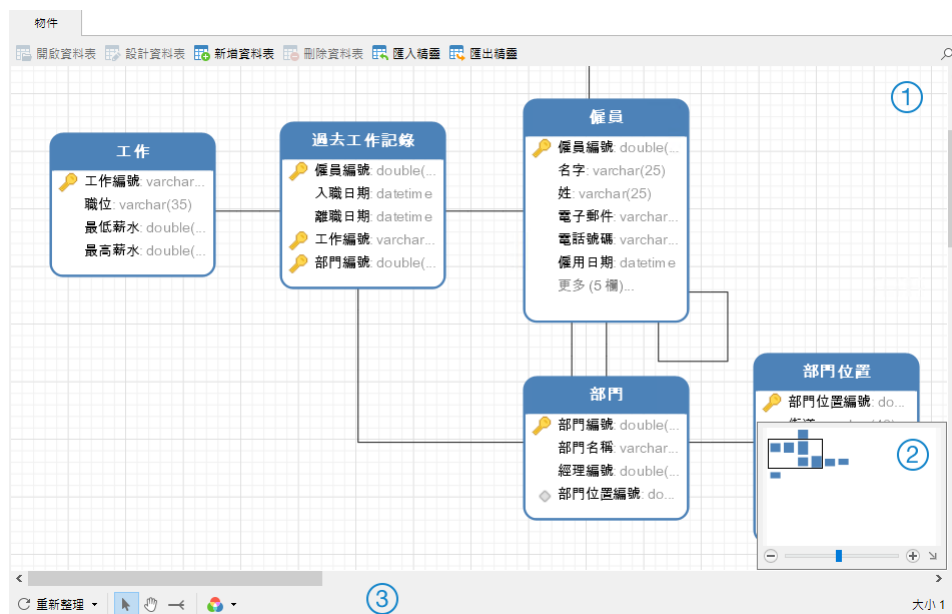 物件
開啟資料表 設計資料表 新增資料表 刪除資料表 匯入精靈 匯出精靈
1
工作
工作編號: varchar...
職位: varchar(35)
最低薪水: double(...
最高薪水: double(...
過去工作記錄
僱員編號: double(...
入職日期: datetime
離職日期: datetime
工作編號: varchar...
部門編號: double(...
僱員
僱員編號: double(...
名字: varchar(25)
姓: varchar(25)
電子郵件: varchar...
電話號碼: varchar...
僱用日期: datetime
更多 (5 欄)...
部門
部門編號: double(...
部門名稱: varchar...
經理編號: double(...
部門位置編號: do...
部門位置
部門位置編號: do...
2
重新整理
3
大小 1